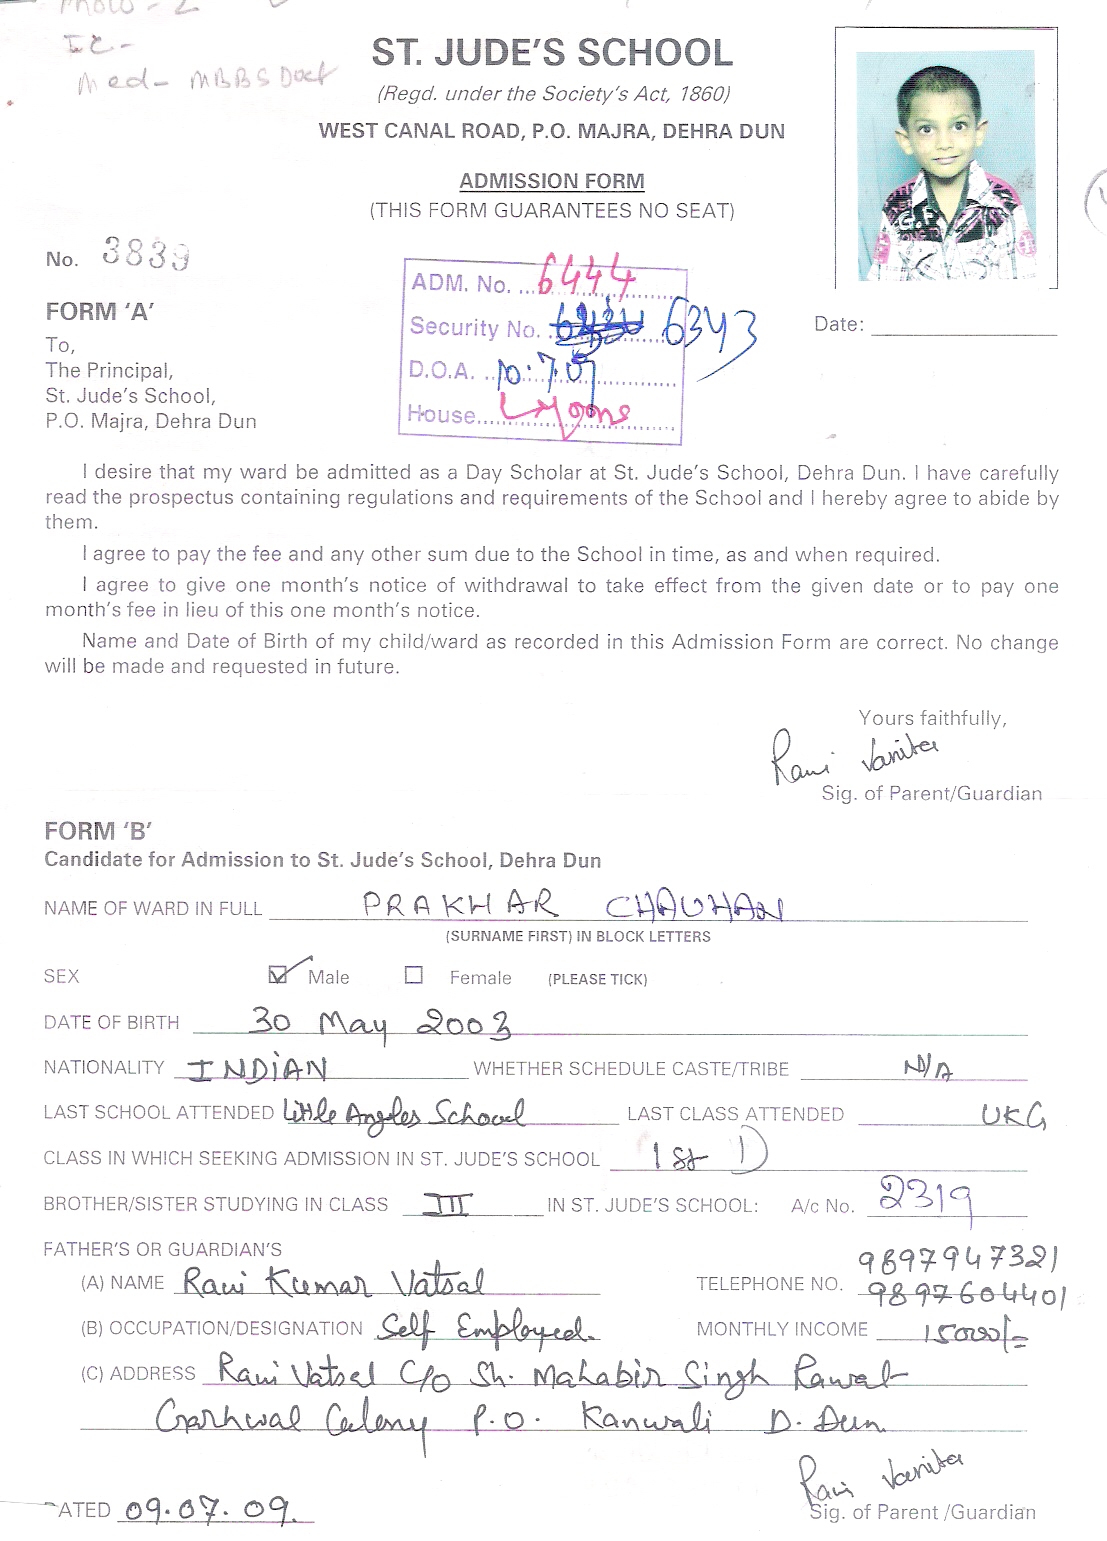 IC-
Med- MBBS Doct
ST. JUDE'S SCHOOL
(Regd. under the Society's Act, 1860)
WEST CANAL ROAD, P.O. MAJRA, DEHRA DUN
ADMISSION FORM
(THIS FORM GUARANTEES NO SEAT)
No. 3839
ADM. No. 6444
Security No. 6343
D.O.A. 10.7.09
House Lyons
Date:
FORM 'A'
To,
The Principal,
St. Jude's School,
P.O. Majra, Dehra Dun
I desire that my ward be admitted as a Day Scholar at St. Jude's School, Dehra Dun. I have carefully
read the prospectus containing regulations and requirements of the School and I hereby agree to abide by
them.
I agree to pay the fee and any other sum due to the School in time, as and when required.
I agree to give one month's notice of withdrawal to take effect from the given date or to pay one
month's fee in lieu of this one month's notice.
Name and Date of Birth of my child/ward as recorded in this Admission Form are correct. No change
will be made and requested in future.
Yours faithfully,
Ravi Vanita
Sig. of Parent/Guardian
FORM 'B'
Candidate for Admission to St. Jude's School, Dehra Dun
NAME OF WARD IN FULL PRAKHAR CHAUHAN
(SURNAME FIRST) IN BLOCK LETTERS
SEX Male Female (PLEASE TICK)
DATE OF BIRTH 30 May 2003
NATIONALITY INDIAN WHETHER SCHEDULE CASTE/TRIBE N/A
LAST SCHOOL ATTENDED Little Angles School LAST CLASS ATTENDED UKG
CLASS IN WHICH SEEKING ADMISSION IN ST. JUDE'S SCHOOL 1st D
BROTHER/SISTER STUDYING IN CLASS III IN ST. JUDE'S SCHOOL: A/c No. 2319
FATHER'S OR GUARDIAN'S 9897947321
(A) NAME Ravi Kumar Vatsal TELEPHONE NO. 9897604401
(B) OCCUPATION/DESIGNATION Self Employed. MONTHLY INCOME 15000/-
(C) ADDRESS Ravi Vatsal C/o Sh. Mahabir Singh Rawat
Garhwal Colony P.O. Kanwali D. Dun
Ravi Vanita
DATED 09.07.09. Sig. of Parent /Guardian